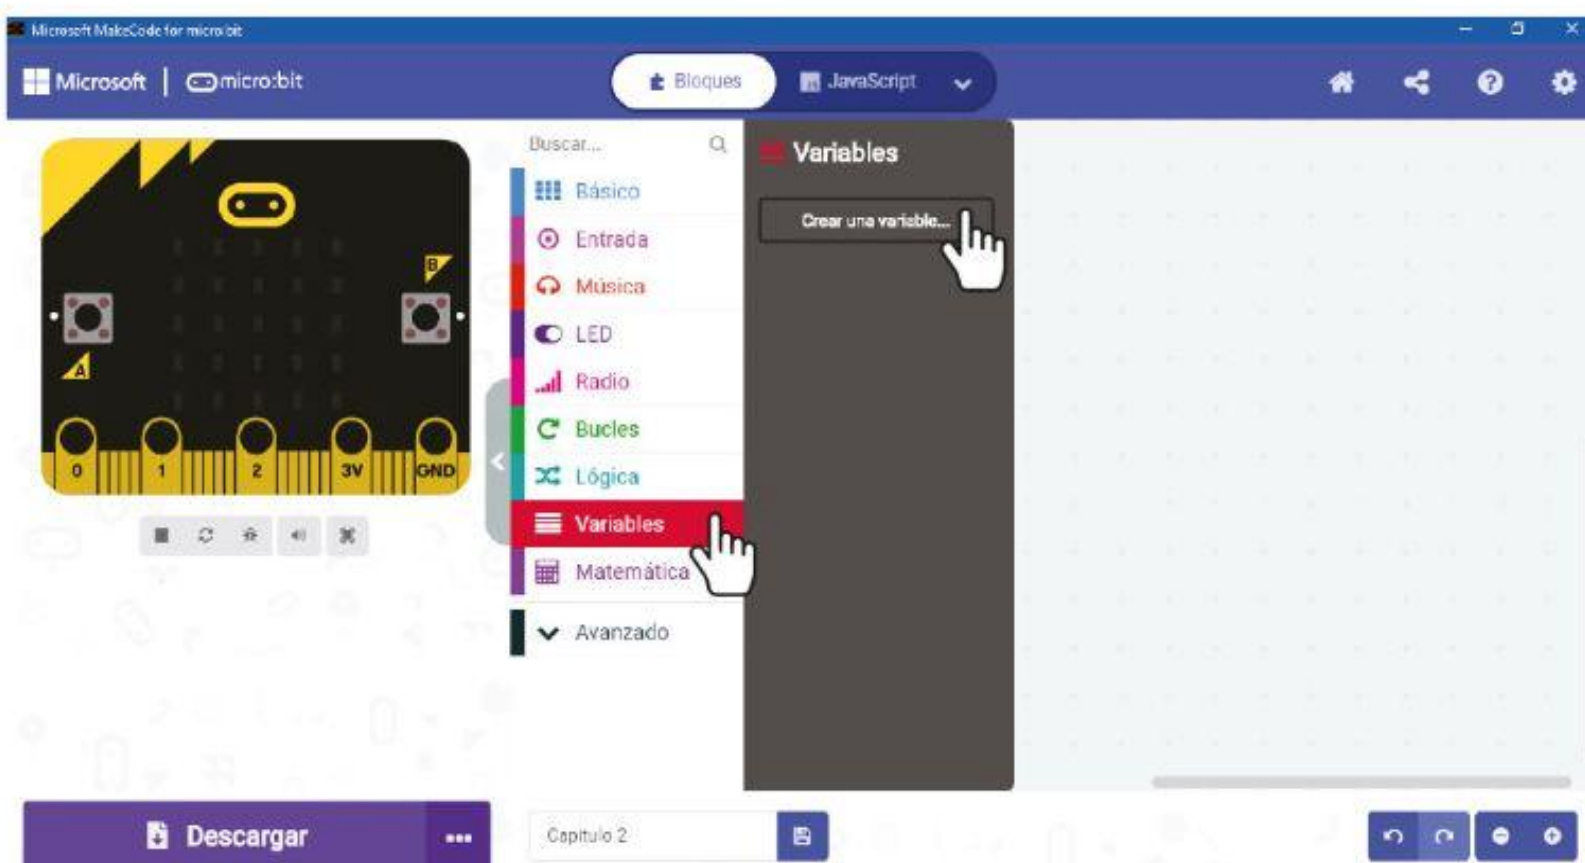 Microsoft MakeCode for micro:bit
Microsoft | micro:bit
Bloques
JavaScript
Buscar...
Variables
Básico
Crear una variable...
Entrada
Música
LED
Radio
Bucles
Lógica
Variables
Matemática
Avanzado
B
A
0 1 2 3V GND
Descargar
Capitulo 2